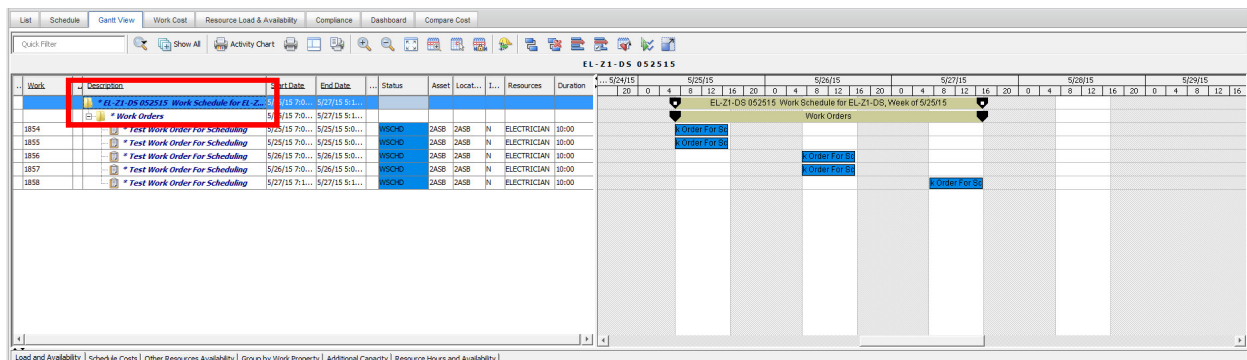 List Schedule Gantt View Work Cost Resource Load & Availability Compliance Dashboard Compare Cost
Quick Filter Show All Activity Chart
EL-Z1-DS 052515
.. Work .. Description Start Date End Date ... Status Asset Locat... I... Resources Duration ... 5/24/15 5/25/15 5/26/15 5/27/15 5/28/15 5/29/15
20 0 4 8 12 16 20 0 4 8 12 16 20 0 4 8 12 16 20 0 4 8 12 16 20 0 4 8 12 16
* EL-Z1-DS 052515 Work Schedule for EL-Z... 7:0... 5/27/15 5:1... EL-Z1-DS 052515 Work Schedule for EL-Z1-DS, Week of 5/25/15
* Work Orders 7:0... 5/27/15 5:1... Work Orders
1854 * Test Work Order For Scheduling 5/25/15 7:0... 5/25/15 5:0... WSCHD 2ASB 2ASB N ELECTRICIAN 10:00 k Order For Sc
1855 * Test Work Order For Scheduling 5/25/15 7:0... 5/25/15 5:0... WSCHD 2ASB 2ASB N ELECTRICIAN 10:00 k Order For Sc
1856 * Test Work Order For Scheduling 5/26/15 7:0... 5/26/15 5:0... WSCHD 2ASB 2ASB N ELECTRICIAN 10:00 k Order For Sc
1857 * Test Work Order For Scheduling 5/26/15 7:0... 5/26/15 5:0... WSCHD 2ASB 2ASB N ELECTRICIAN 10:00 k Order For Sc
1858 * Test Work Order For Scheduling 5/27/15 7:1... 5/27/15 5:1... WSCHD 2ASB 2ASB N ELECTRICIAN 10:00 k Order For Sc
Load and Availability Schedule Costs Other Resources Availability Group by Work Property Additional Capacity Resource Hours and Availability